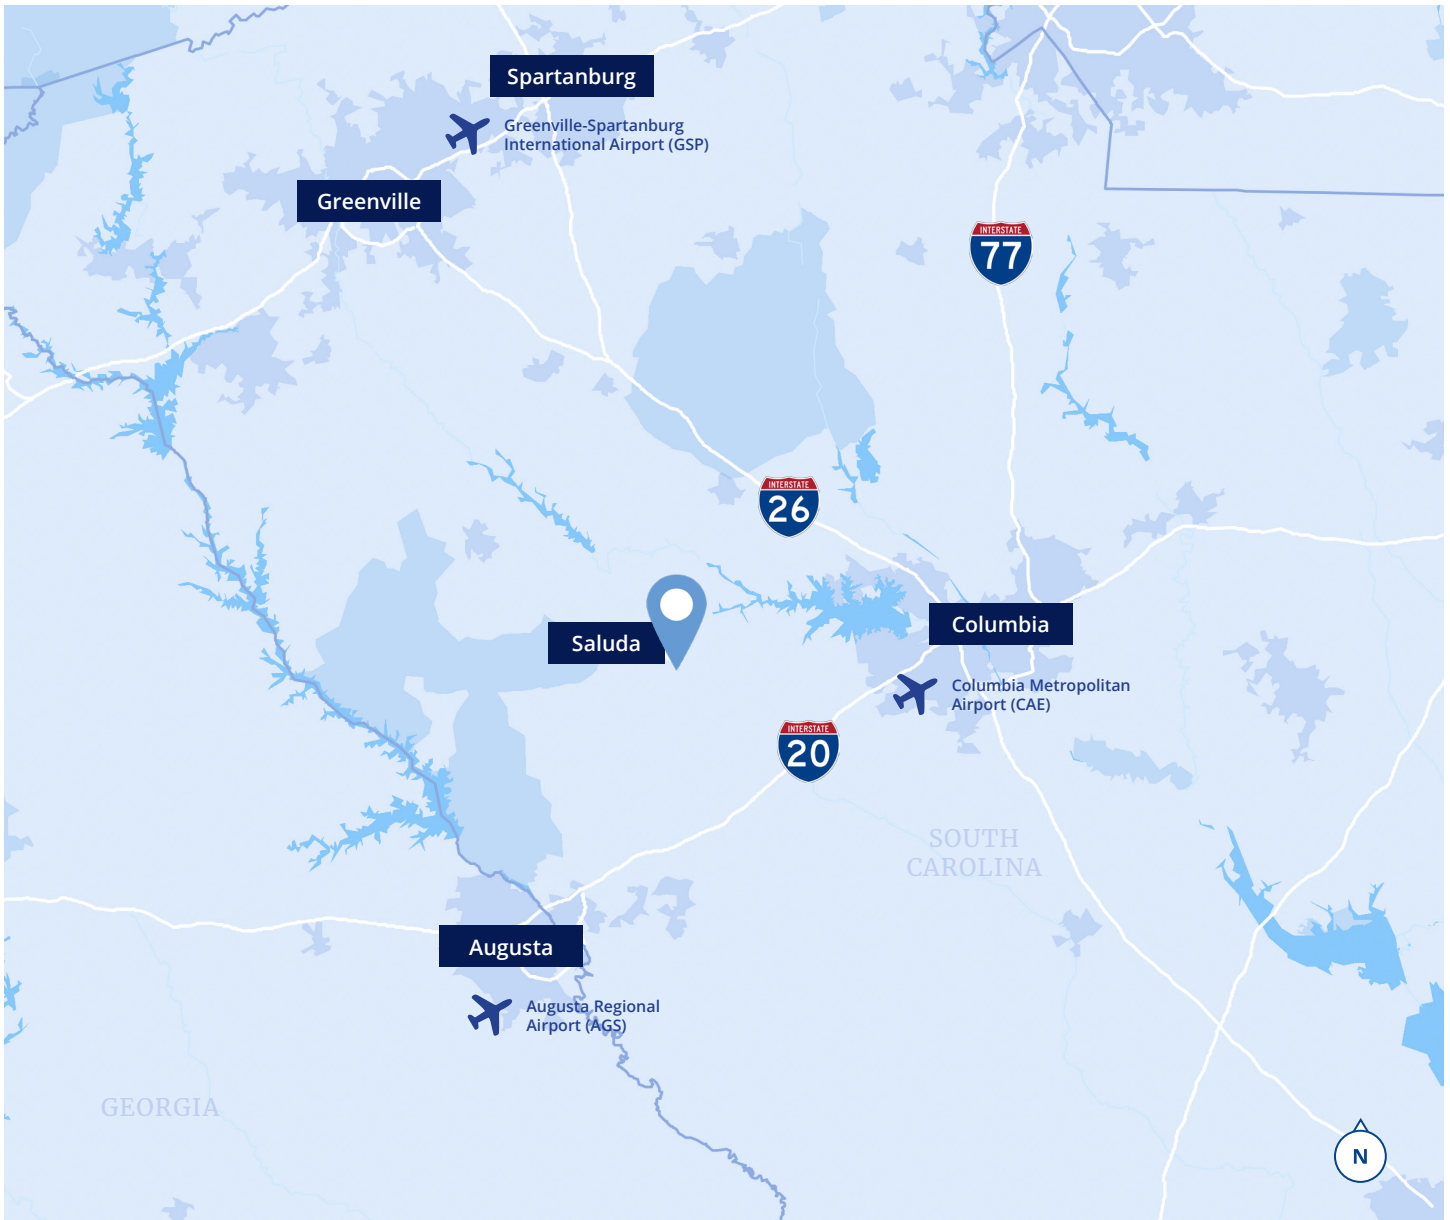 Spartanburg
Greenville-Spartanburg
International Airport (GSP)
Greenville
INTERSTATE
77
INTERSTATE
26
Saluda
Columbia
Columbia Metropolitan
Airport (CAE)
INTERSTATE
20
SOUTH
CAROLINA
Augusta
Augusta Regional
Airport (AGS)
GEORGIA
N